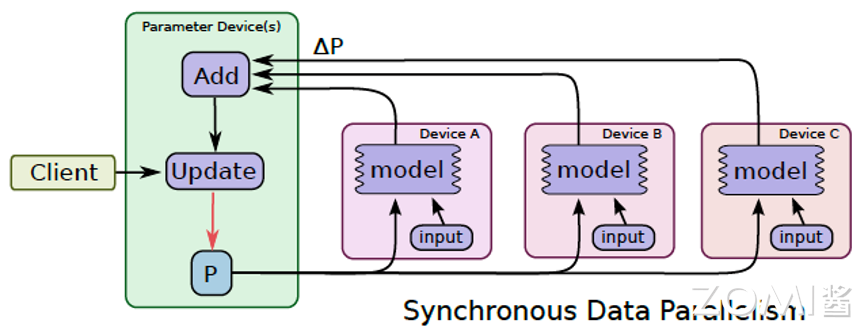 Parameter Device(s)
ΔP
Add
Device A
Device B
Device C
Client
Update
model
model
model
input
input
input
P
Synchronous Data Parallelism
ZOMI酱